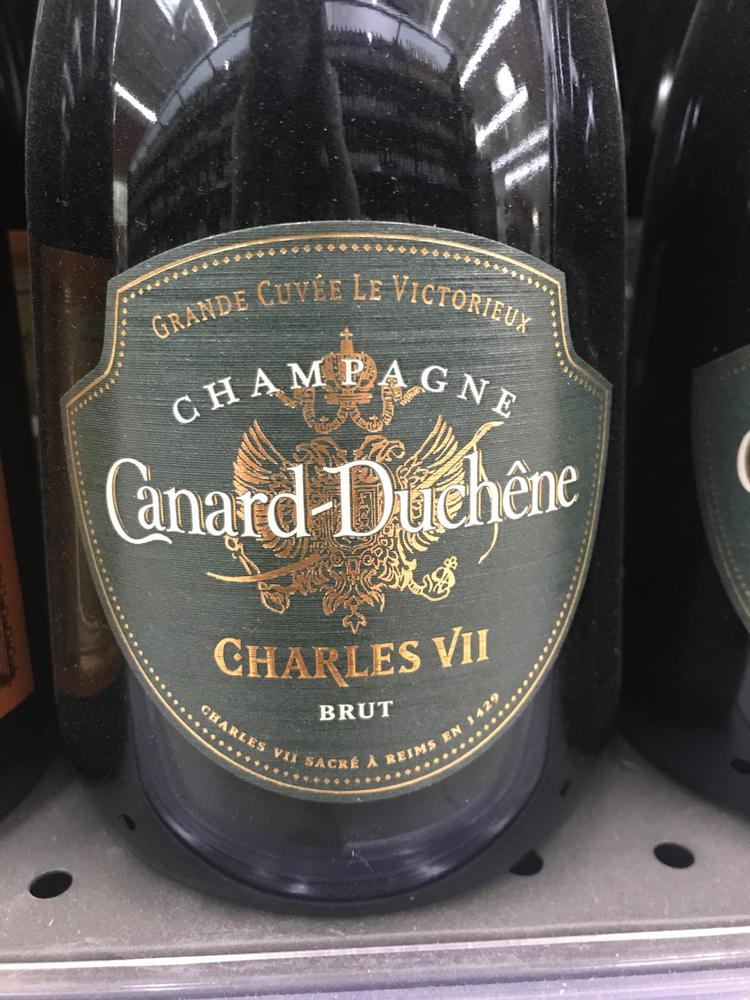 Grande Cuvée Le Victorieux
CHAMPAGNE
Canard-Duchêne
Charles VII
BRUT
CHARLES VII SACRÉ À REIMS EN 1429